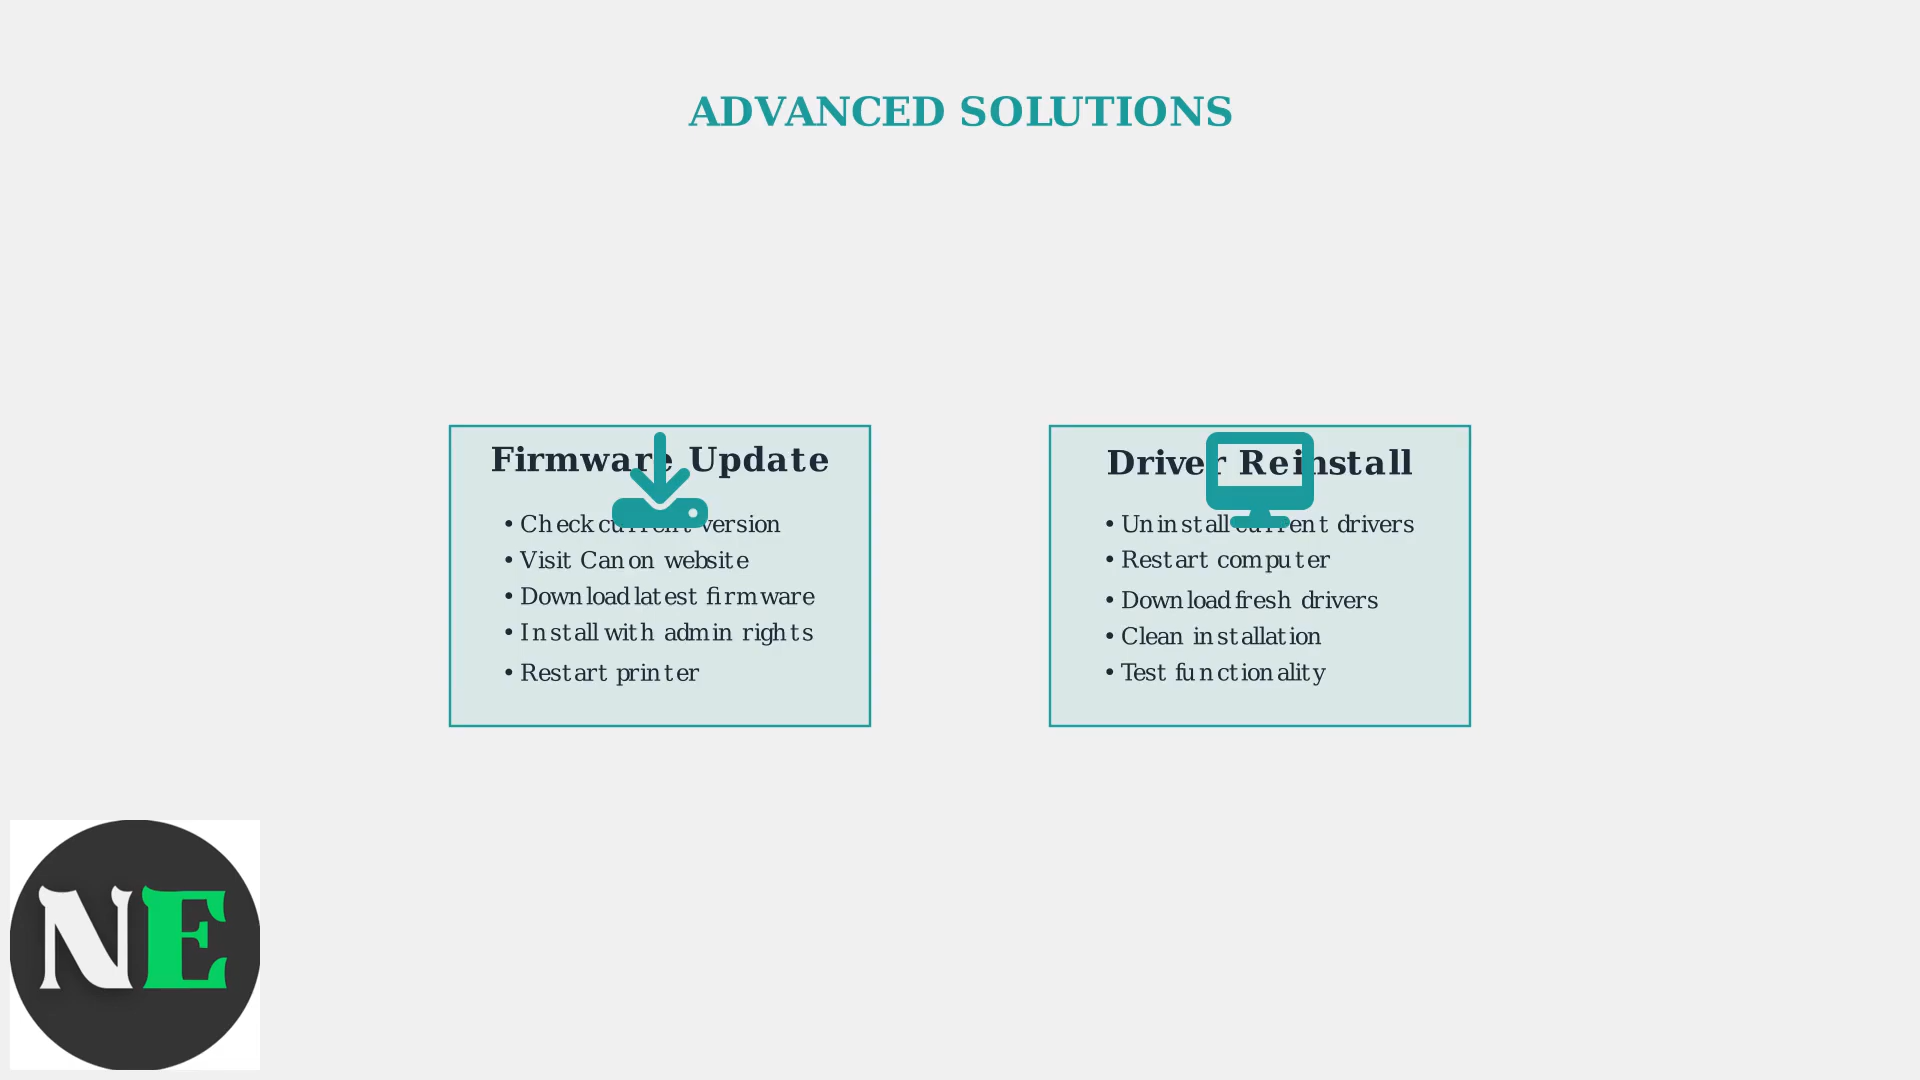 ADVANCED SOLUTIONS
Firmware Update
• Check current version
• Visit Canon website
• Download latest firmware
• Install with admin rights
• Restart printer
Driver Reinstall
• Uninstall current drivers
• Restart computer
• Download fresh drivers
• Clean installation
• Test functionality
NE